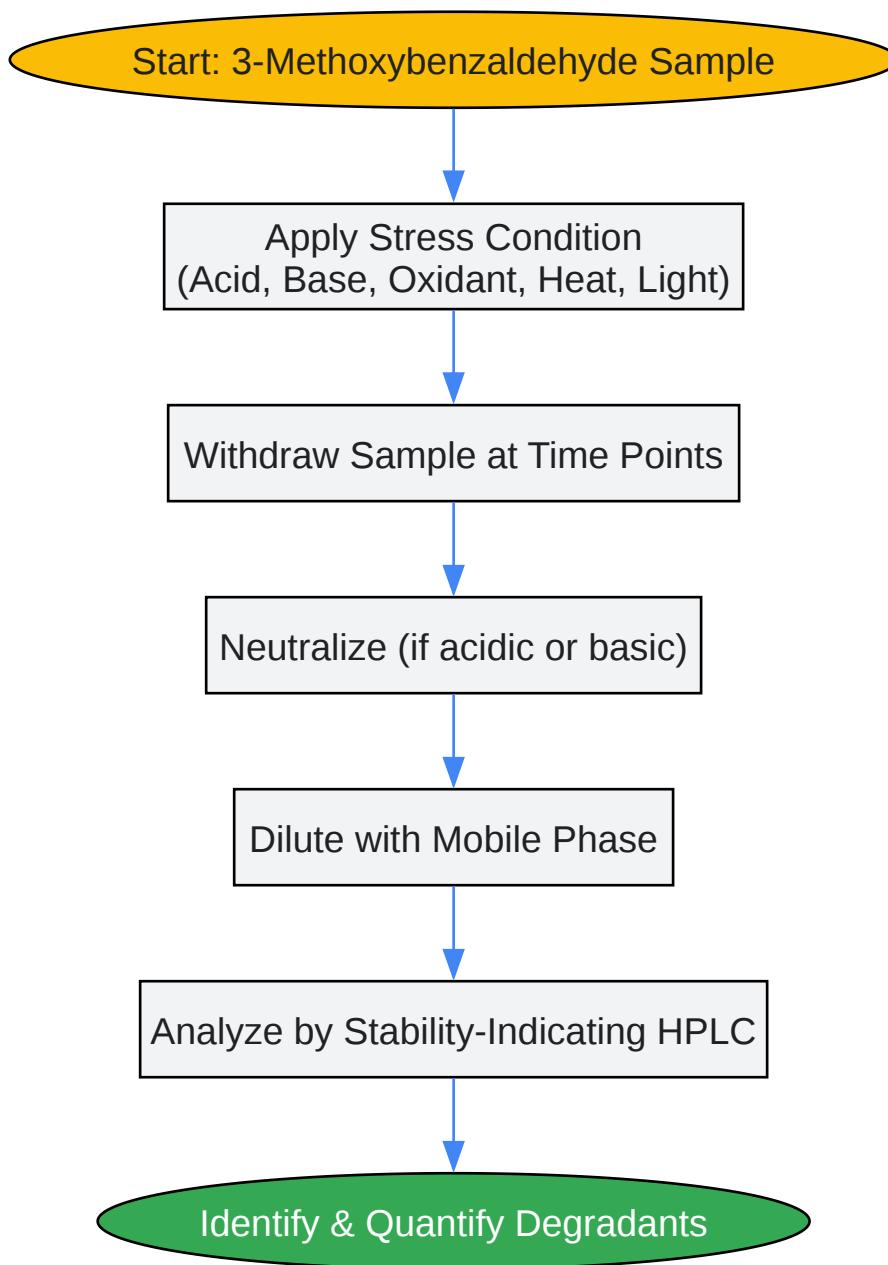 Start: 3-Methoxybenzaldehyde Sample
Apply Stress Condition
(Acid, Base, Oxidant, Heat, Light)
Withdraw Sample at Time Points
Neutralize (if acidic or basic)
Dilute with Mobile Phase
Analyze by Stability-Indicating HPLC
Identify & Quantify Degradants